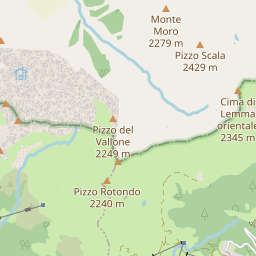 Monte
Moro
2279 m
Pizzo Scala
2429 m
Cima di
Lemma
orientale
2345 m
Pizzo del
Vallone
2249 m
Pizzo Rotondo
2240 m